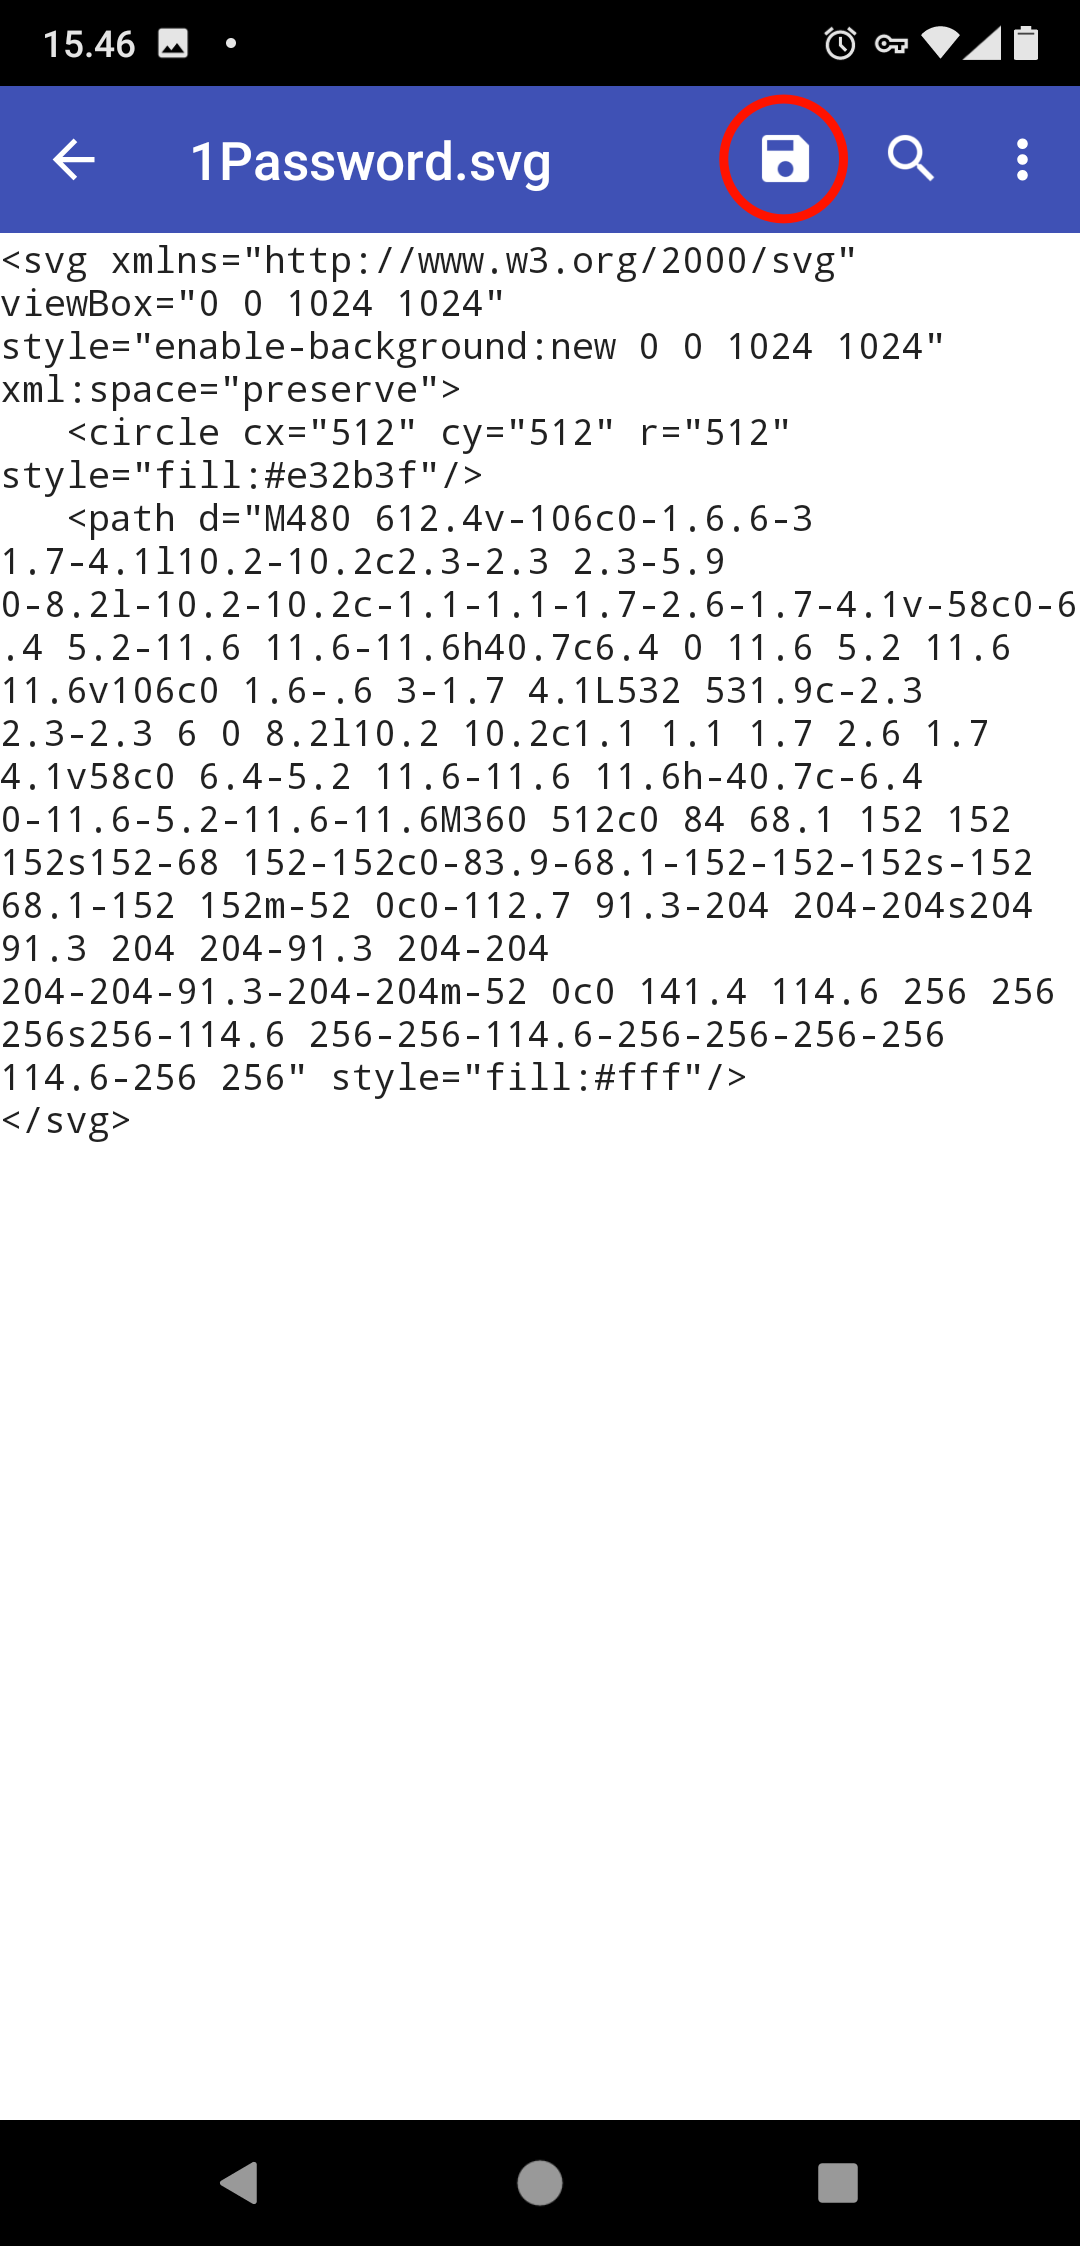 15.46
1Password.svg
<svg xmlns="http://www.w3.org/2000/svg"
viewBox="0 0 1024 1024"
style="enable-background:new 0 0 1024 1024"
xml:space="preserve">
   <circle cx="512" cy="512" r="512"
style="fill:#e32b3f"/>
   <path d="M480 612.4v-106c0-1.6.6-3
1.7-4.1l10.2-10.2c2.3-2.3 2.3-5.9
0-8.2l-10.2-10.2c-1.1-1.1-1.7-2.6-1.7-4.1v-58c0-6
.4 5.2-11.6 11.6-11.6h40.7c6.4 0 11.6 5.2 11.6
11.6v106c0 1.6-.6 3-1.7 4.1L532 531.9c-2.3
2.3-2.3 6 0 8.2l10.2 10.2c1.1 1.1 1.7 2.6 1.7
4.1v58c0 6.4-5.2 11.6-11.6 11.6h-40.7c-6.4
0-11.6-5.2-11.6-11.6M360 512c0 84 68.1 152 152
152s152-68 152-152c0-83.9-68.1-152-152-152s-152
68.1-152 152m-52 0c0-112.7 91.3-204 204-204s204
91.3 204 204-91.3 204-204
204-204-91.3-204-204m-52 0c0 141.4 114.6 256 256
256s256-114.6 256-256-114.6-256-256-256-256
114.6-256 256" style="fill:#fff"/>
</svg>